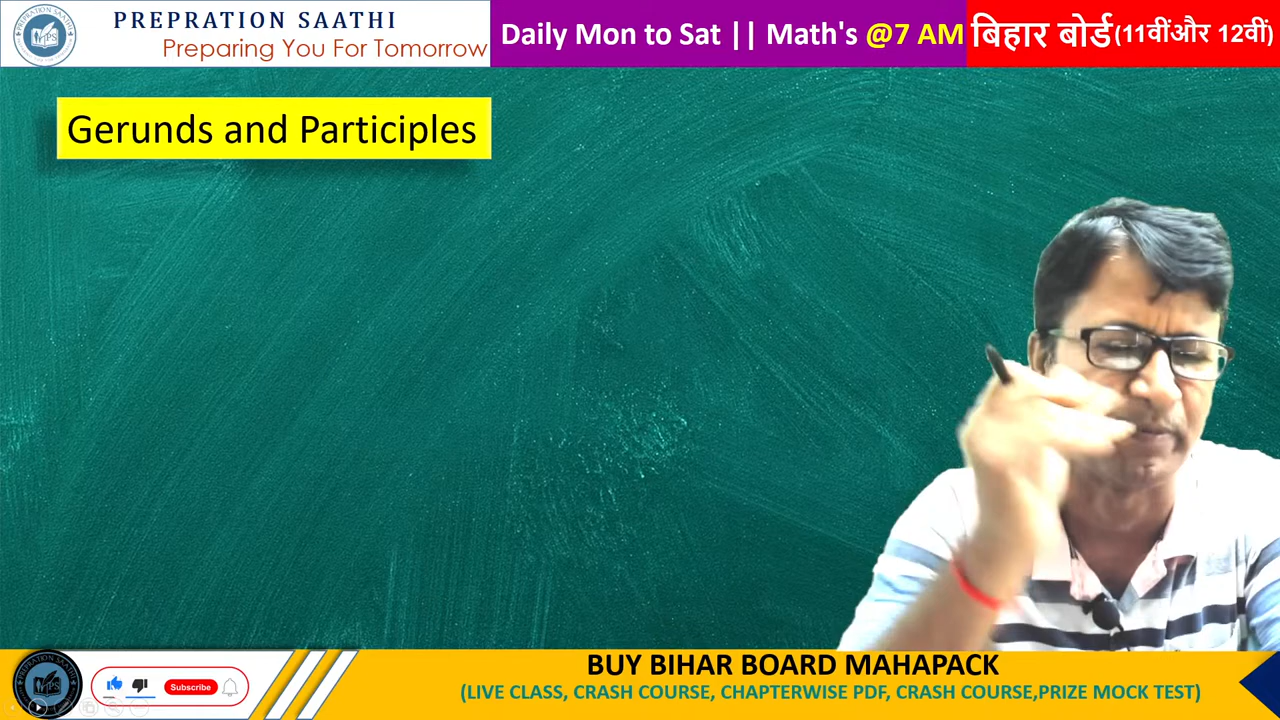 PREPRATION SAATHI
Preparing You For Tomorrow
Daily Mon to Sat || Math's @7 AM
बिहार बोर्ड(11वींऔर 12वीं)
Gerunds and Participles
BUY BIHAR BOARD MAHAPACK
(LIVE CLASS, CRASH COURSE, CHAPTERWISE PDF, CRASH COURSE,PRIZE MOCK TEST)
Subscribe